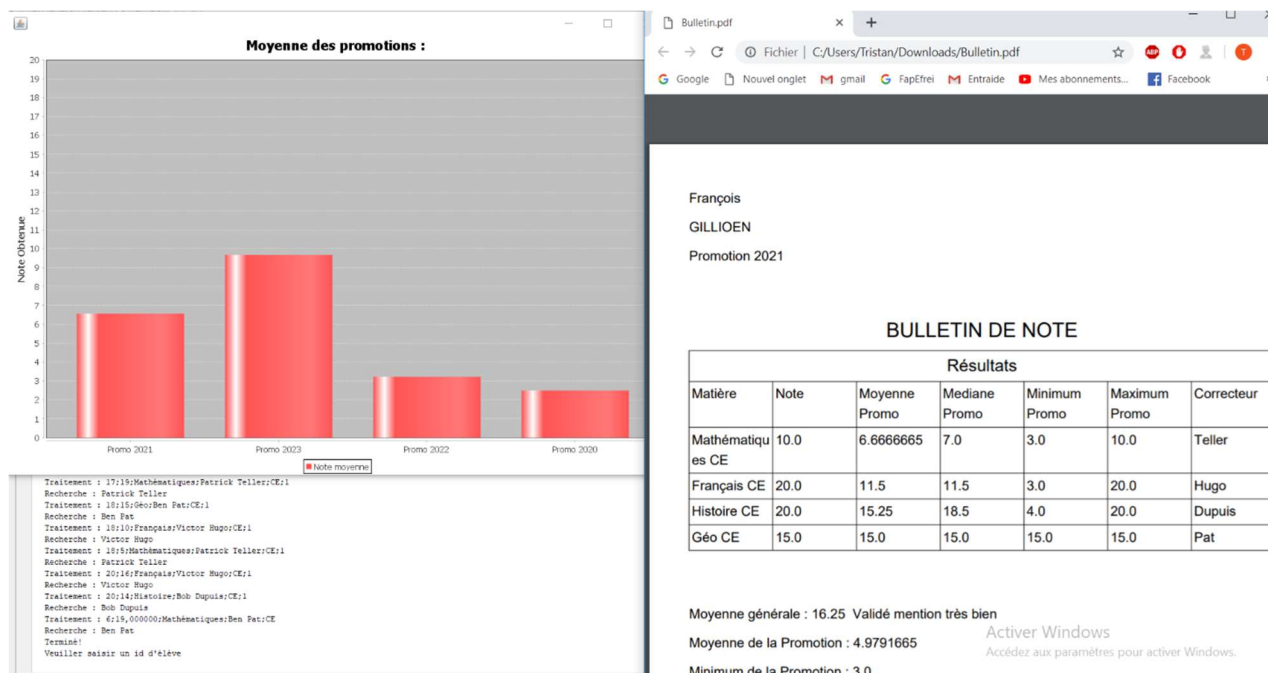 Moyenne des promotions :
20
19
18
17
16
15
14
13
12
11
10
9
8
7
6
5
4
3
2
1
0
Note Obtenue
Promo 2021 Promo 2023 Promo 2022 Promo 2020
Note moyenne
Traitement : 17;19;Mathématiques;Patrick Teller;CE;1
Recherche : Patrick Teller
Traitement : 18;15;Géo;Ben Pat;CE;1
Recherche : Ben Pat
Traitement : 18;10;Français;Victor Hugo;CE;1
Recherche : Victor Hugo
Traitement : 18;5;Mathématiques;Patrick Teller;CE;1
Recherche : Patrick Teller
Traitement : 20;16;Français;Victor Hugo;CE;1
Recherche : Victor Hugo
Traitement : 20;14;Histoire;Bob Dupuis;CE;1
Recherche : Bob Dupuis
Traitement : 6;19,000000;Mathématiques;Ben Pat;CE
Recherche : Ben Pat
Terminé!
Veuiller saisir un id d'élève
Bulletin.pdf
Fichier | C:/Users/Tristan/Downloads/Bulletin.pdf ABP T
Google Nouvel onglet gmail FapEfrei Entraide Mes abonnements... Facebook
François
GILLIOEN
Promotion 2021
BULLETIN DE NOTE
Résultats
Matière Note Moyenne Mediane Minimum Maximum Correcteur
Promo Promo Promo Promo
Mathématiqu 10.0 6.6666665 7.0 3.0 10.0 Teller
es CE
Français CE 20.0 11.5 11.5 3.0 20.0 Hugo
Histoire CE 20.0 15.25 18.5 4.0 20.0 Dupuis
Géo CE 15.0 15.0 15.0 15.0 15.0 Pat
Moyenne générale : 16.25 Validé mention très bien
Moyenne de la Promotion : 4.9791665
Minimum de la Promotion : 3.0
Activer Windows
Accédez aux paramètres pour activer Windows.